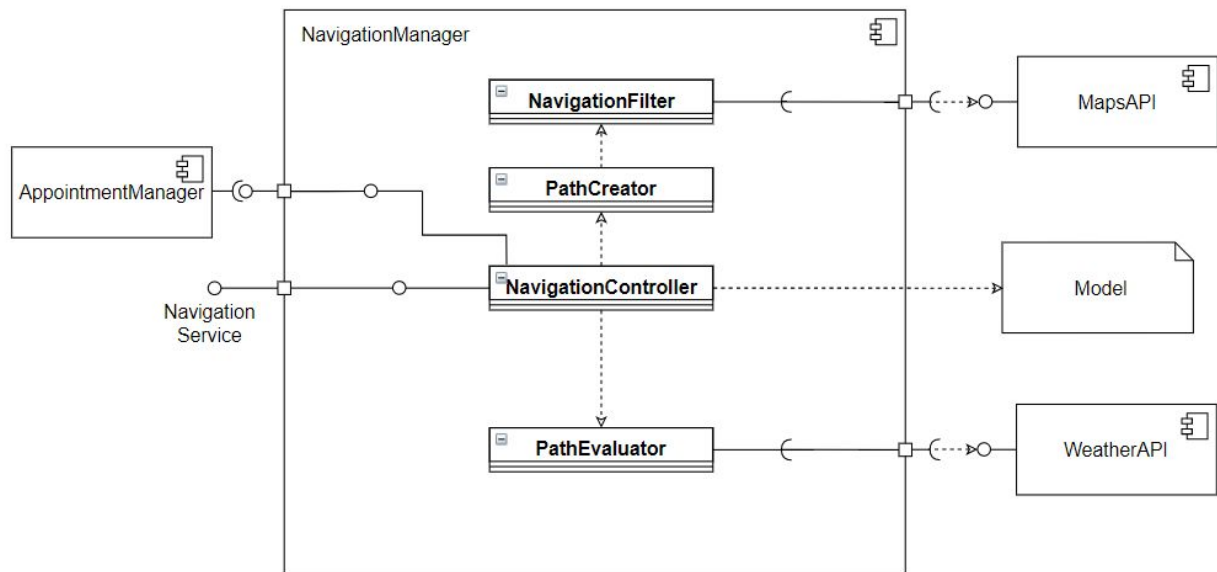 NavigationManager
NavigationFilter
MapsAPI
AppointmentManager
PathCreator
NavigationController
Model
Navigation
Service
PathEvaluator
WeatherAPI